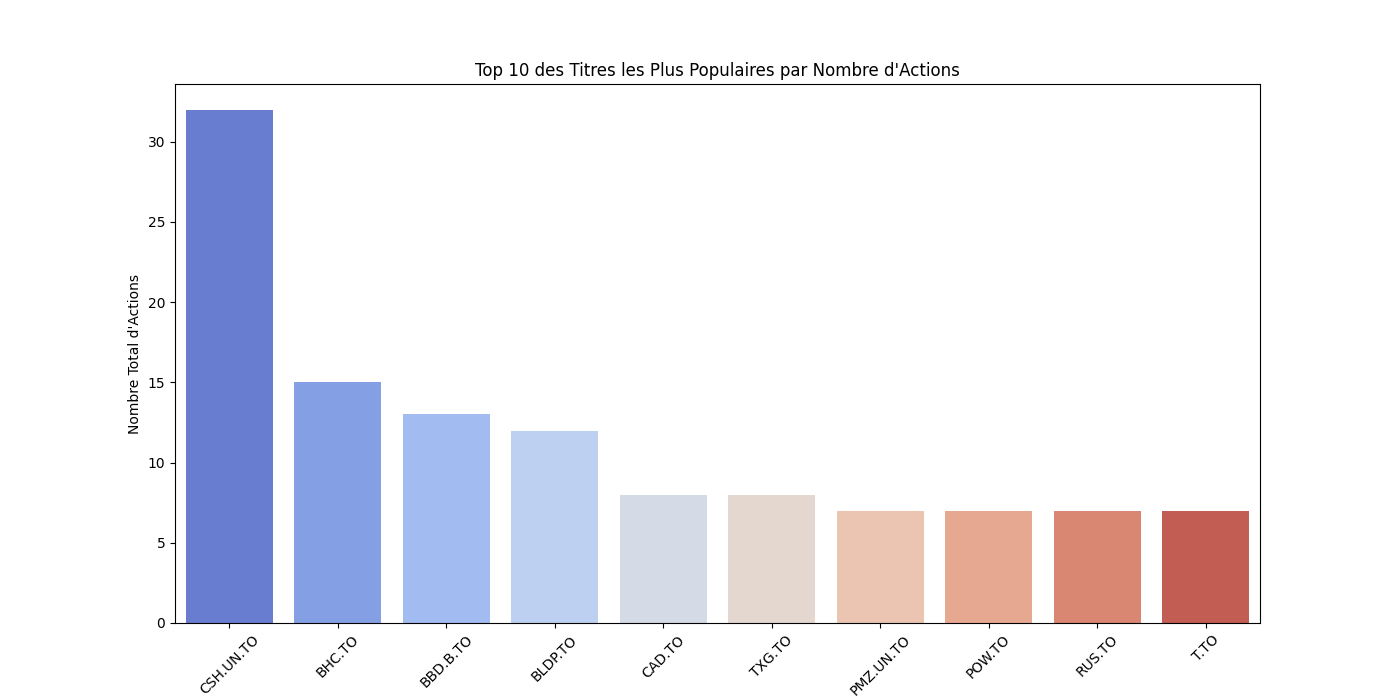 Top 10 des Titres les Plus Populaires par Nombre d'Actions
Nombre Total d'Actions
30
25
20
15
10
5
0
CSH.UN.TO
BHC.TO
BBD.B.TO
BLDP.TO
CAD.TO
TXG.TO
PMZ.UN.TO
POW.TO
RUS.TO
T.TO